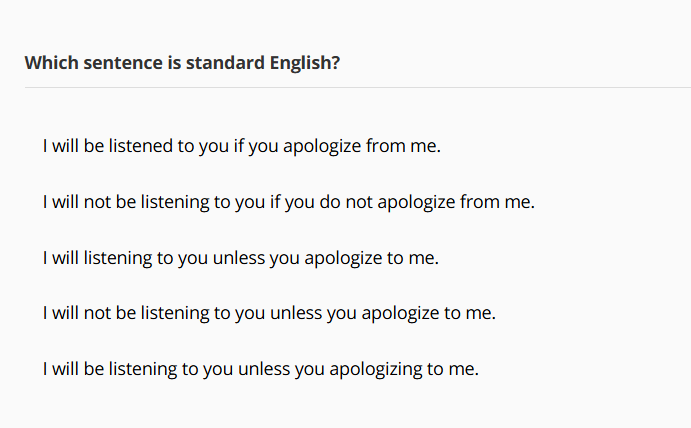 Which sentence is standard English?
I will be listened to you if you apologize from me.
I will not be listening to you if you do not apologize from me.
I will listening to you unless you apologize to me.
I will not be listening to you unless you apologize to me.
I will be listening to you unless you apologizing to me.